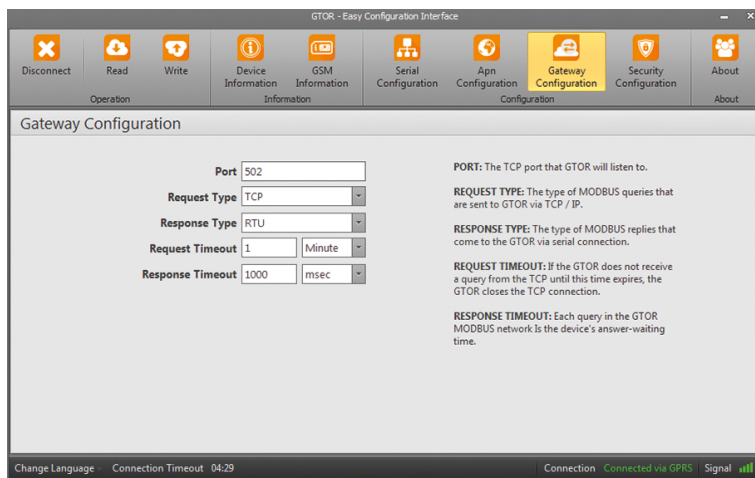 GTOR - Easy Configuration Interface
Disconnect
Read
Write
Device
Information
GSM
Information
Serial
Configuration
Apn
Configuration
Gateway
Configuration
Security
Configuration
About
Operation
Information
Configuration
About
Gateway Configuration
Port 502
Request Type TCP
Response Type RTU
Request Timeout 1 Minute
Response Timeout 1000 msec
PORT: The TCP port that GTOR will listen to.
REQUEST TYPE: The type of MODBUS queries that
are sent to GTOR via TCP / IP.
RESPONSE TYPE: The type of MODBUS replies that
come to the GTOR via serial connection.
REQUEST TIMEOUT: If the GTOR does not receive
a query from the TCP until this time expires, the
GTOR closes the TCP connection.
RESPONSE TIMEOUT: Each query in the GTOR
MODBUS network Is the device's answer-waiting
time.
Change Language Connection Timeout 04:29 Connection Connected via GPRS Signal